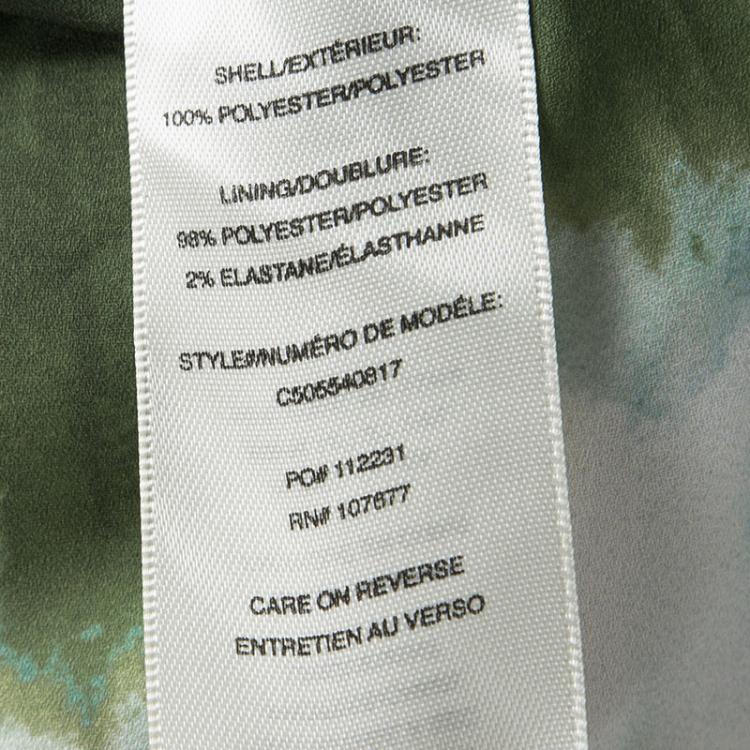 SHELL/EXTÉRIEUR:
100% POLYESTER/POLYESTER
LINING/DOUBLURE:
98% POLYESTER/POLYESTER
2% ELASTANE/ÉLASTHANNE
STYLE#/NUMÉRO DE MODÉLE:
C505540817
PO# 112231
RN# 107677
CARE ON REVERSE
ENTRETIEN AU VERSO